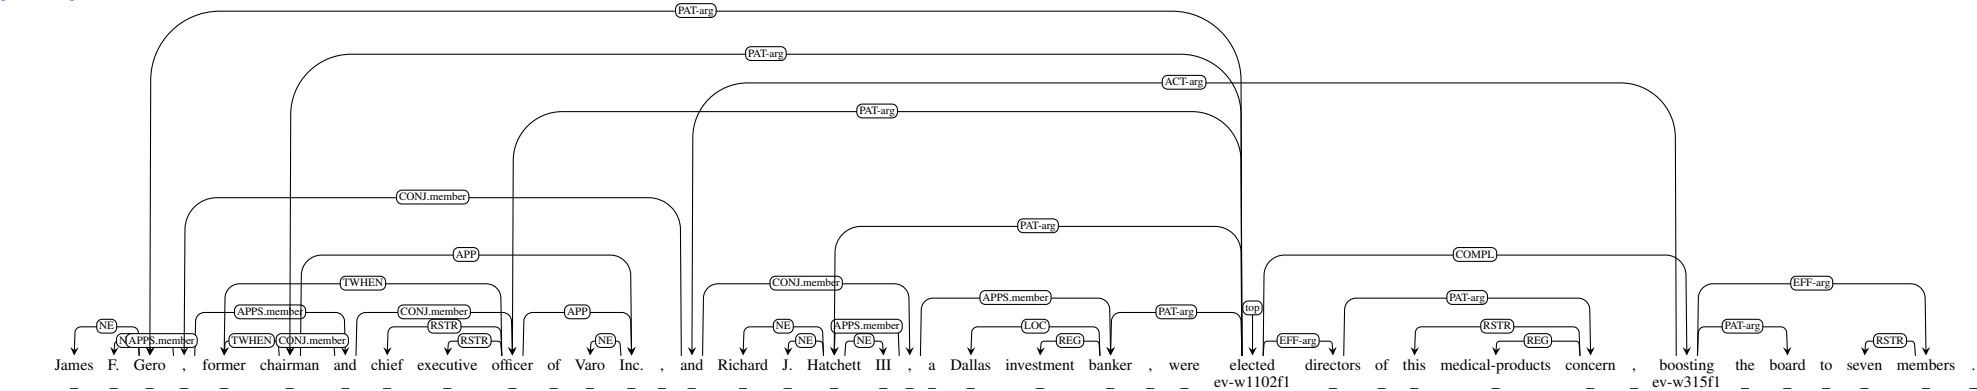 PAT-arg
PAT-arg
ACT-arg
PAT-arg
CONJ.member
PAT-arg
APP COMPL
TWHEN CONJ.member EFF-arg
APPS.member CONJ.member APP APPS.member PAT-arg top PAT-arg
NE RSTR NE APPS.member LOC RSTR PAT-arg
APPS.member TWHEN CONJ.member RSTR NE NE NE REG EFF-arg REG RSTR
James F. Gero , former chairman and chief executive officer of Varo Inc. , and Richard J. Hatchett III , a Dallas investment banker , were elected directors of this medical-products concern , boosting the board to seven members .
ev-w1102f1 ev-w315f1